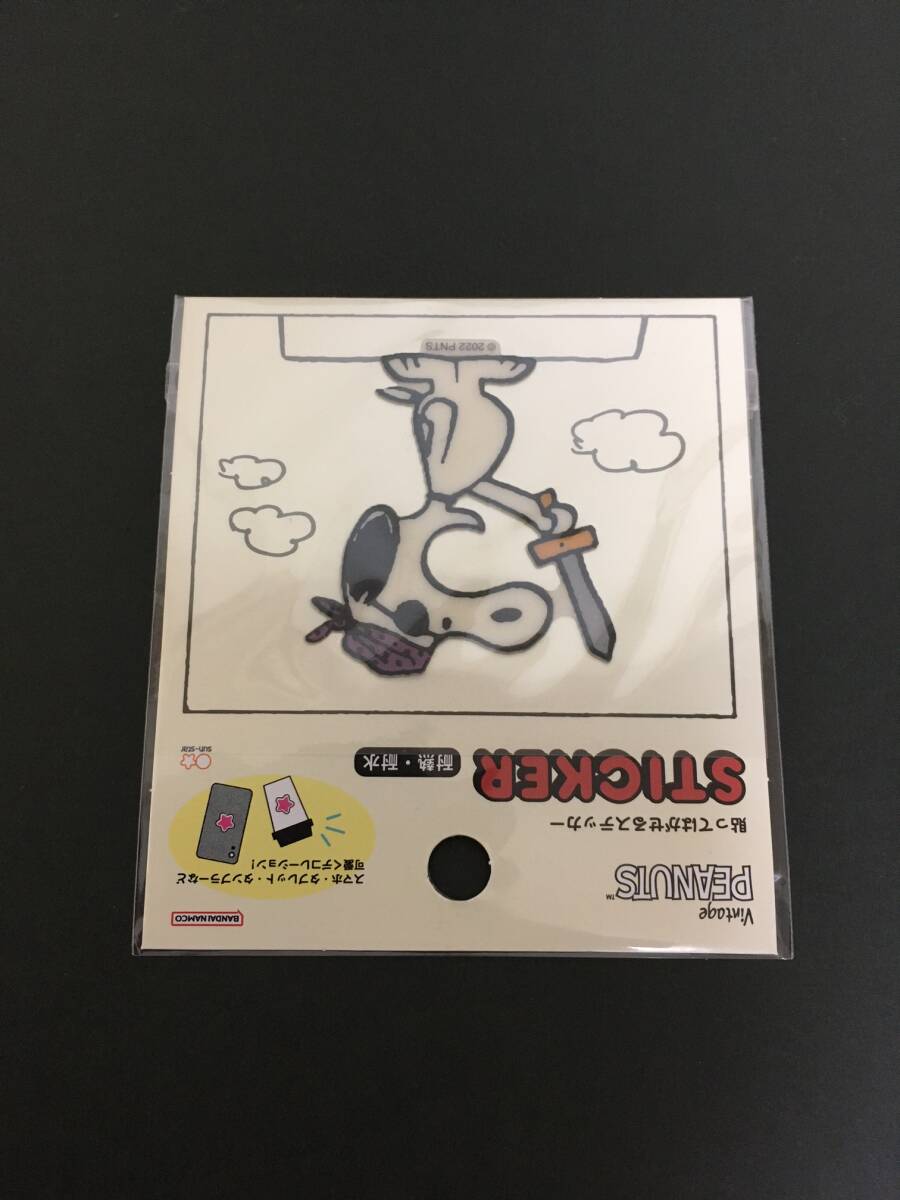 BANDAI NAMCO
Vintage
PEANUTS™
スマホ・タブレット・タンブラーなど
可愛くデコレーション!
貼ってはがせるステッカー
STICKER
耐熱・耐水
sun-star
© 2022 PNTS